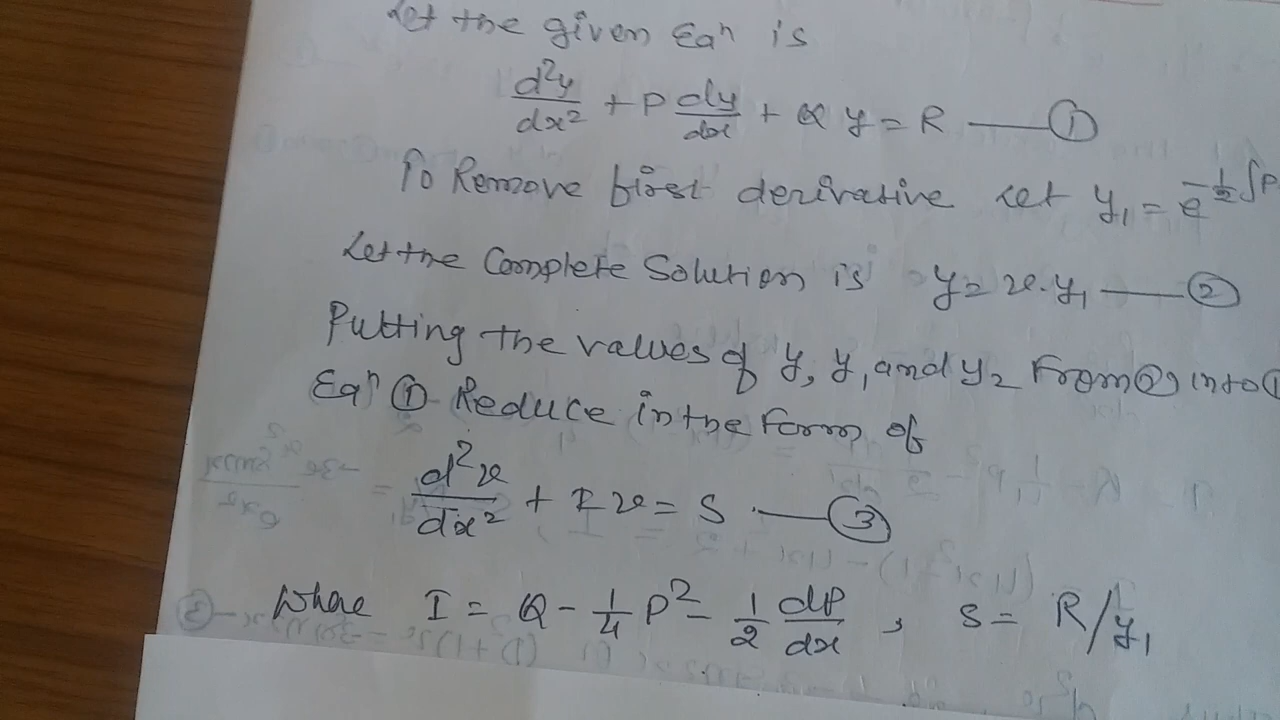 Let the given Eqn is
d²y/dx² + P dy/dx + Q y = R — ①
To Remove first derivative Let y₁ = e^(-½∫P
Let the Complete Solution is y = v.y₁ — ②
Putting the values of y, y₁ and y₂ From ② into ①
Eqn ① Reduce in the Form of
d²v/dx² + I v = S — ③
Where I = Q - 1/4 P² - 1/2 dP/dx , S = R/y₁